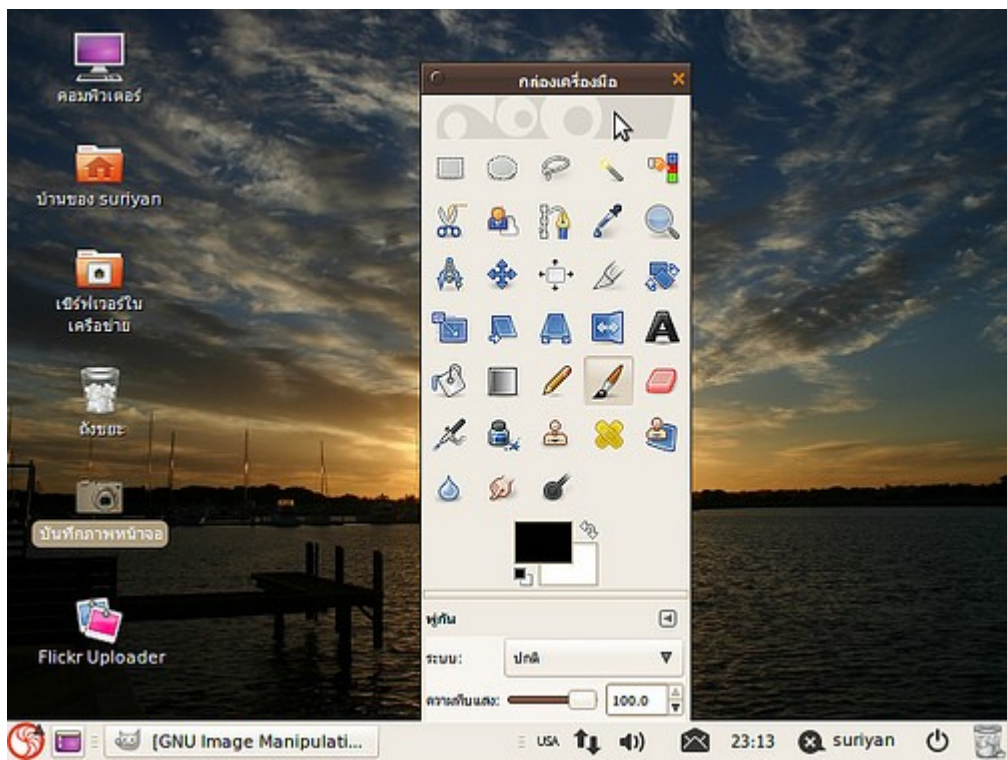 คอมพิวเตอร์
บ้านของ suriyan
เซิร์ฟเวอร์ใน
เครือข่าย
ถังขยะ
บันทึกภาพหน้าจอ
Flickr Uploader
กล่องเครื่องมือ
พู่กัน
ระบบ:
ปกติ
ความทึบแสง:
100.0
[GNU Image Manipulati...
USA
23:13
suriyan